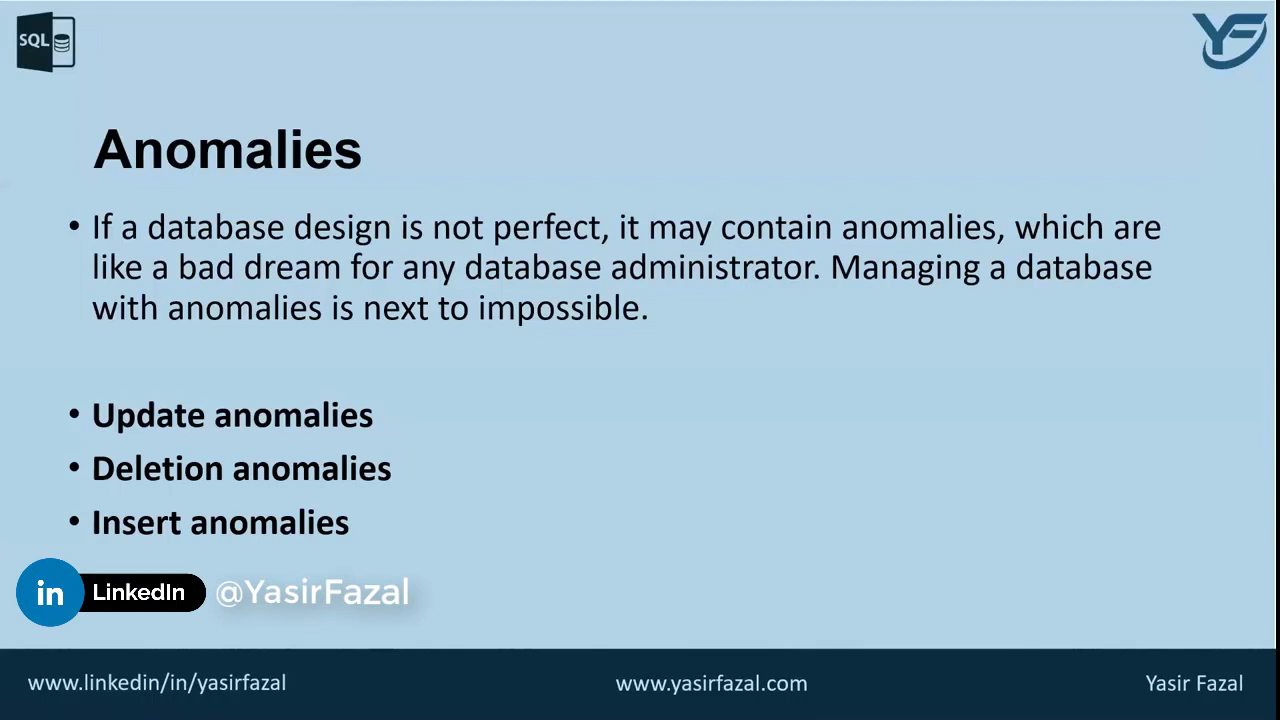 SQL
YF
Anomalies
• If a database design is not perfect, it may contain anomalies, which are
like a bad dream for any database administrator. Managing a database
with anomalies is next to impossible.
• Update anomalies
• Deletion anomalies
• Insert anomalies
in LinkedIn @YasirFazal
www.linkedin/in/yasirfazal www.yasirfazal.com Yasir Fazal